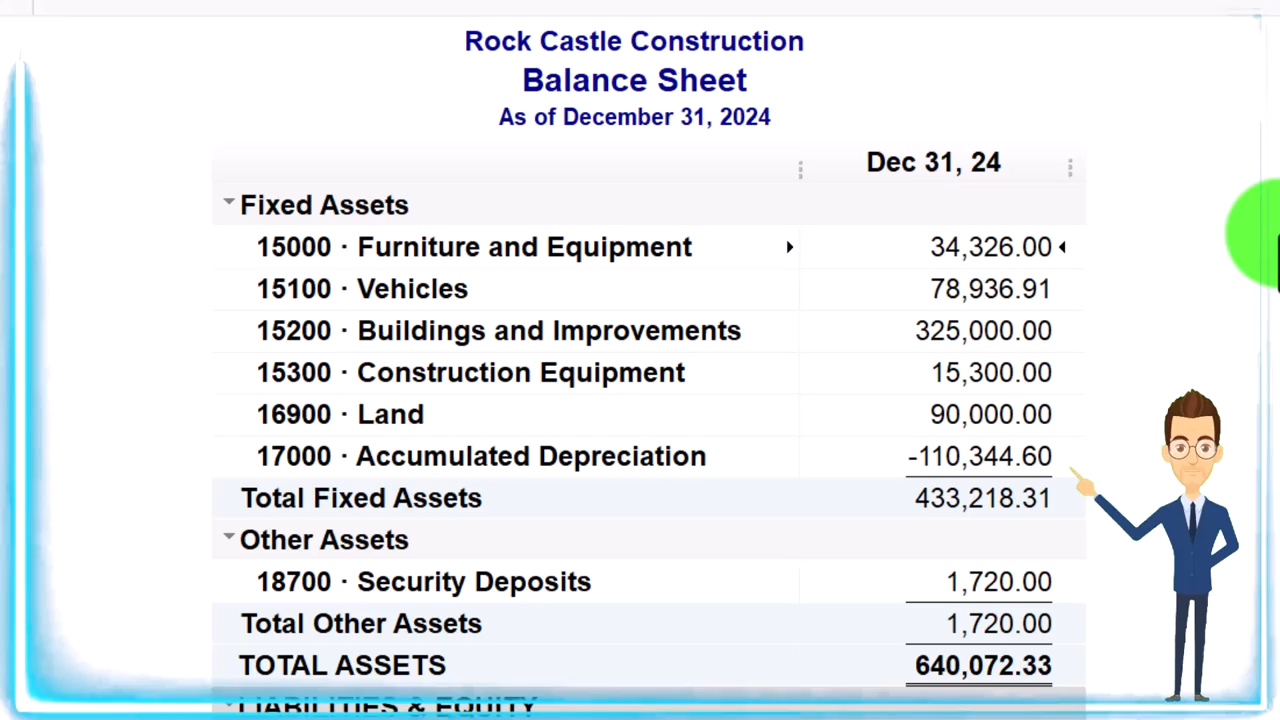 Rock Castle Construction
Balance Sheet
As of December 31, 2024
Dec 31, 24
Fixed Assets
15000 · Furniture and Equipment 34,326.00
15100 · Vehicles 78,936.91
15200 · Buildings and Improvements 325,000.00
15300 · Construction Equipment 15,300.00
16900 · Land 90,000.00
17000 · Accumulated Depreciation -110,344.60
Total Fixed Assets 433,218.31
Other Assets
18700 · Security Deposits 1,720.00
Total Other Assets 1,720.00
TOTAL ASSETS 640,072.33
LIABILITIES & EQUITY